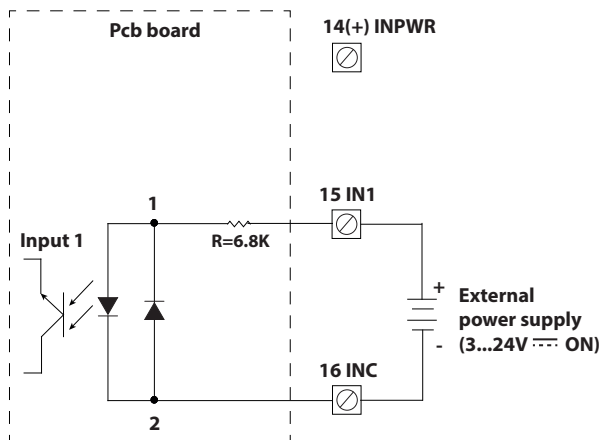 Pcb board
14(+) INPWR
15 IN1
1
R=6.8K
Input 1
+
External
power supply
- (3...24V ⎓ ON)
16 INC
2